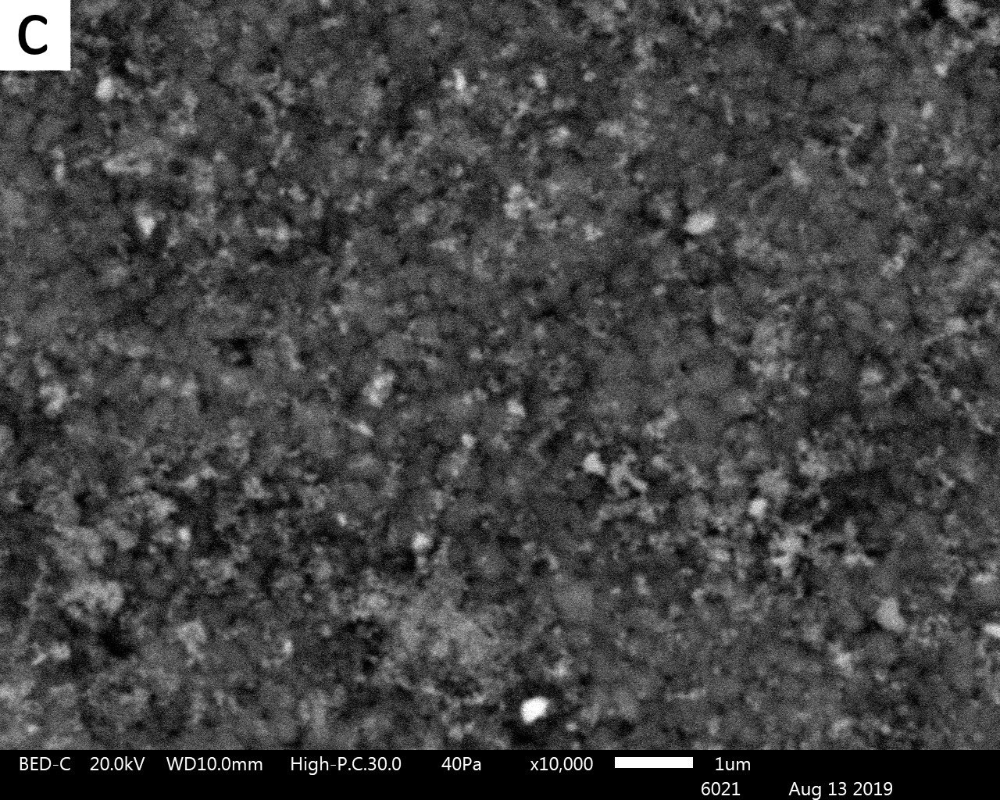 C
BED-C 20.0kV WD10.0mm High-P.C.30.0 40Pa x10,000 1um
6021 Aug 13 2019